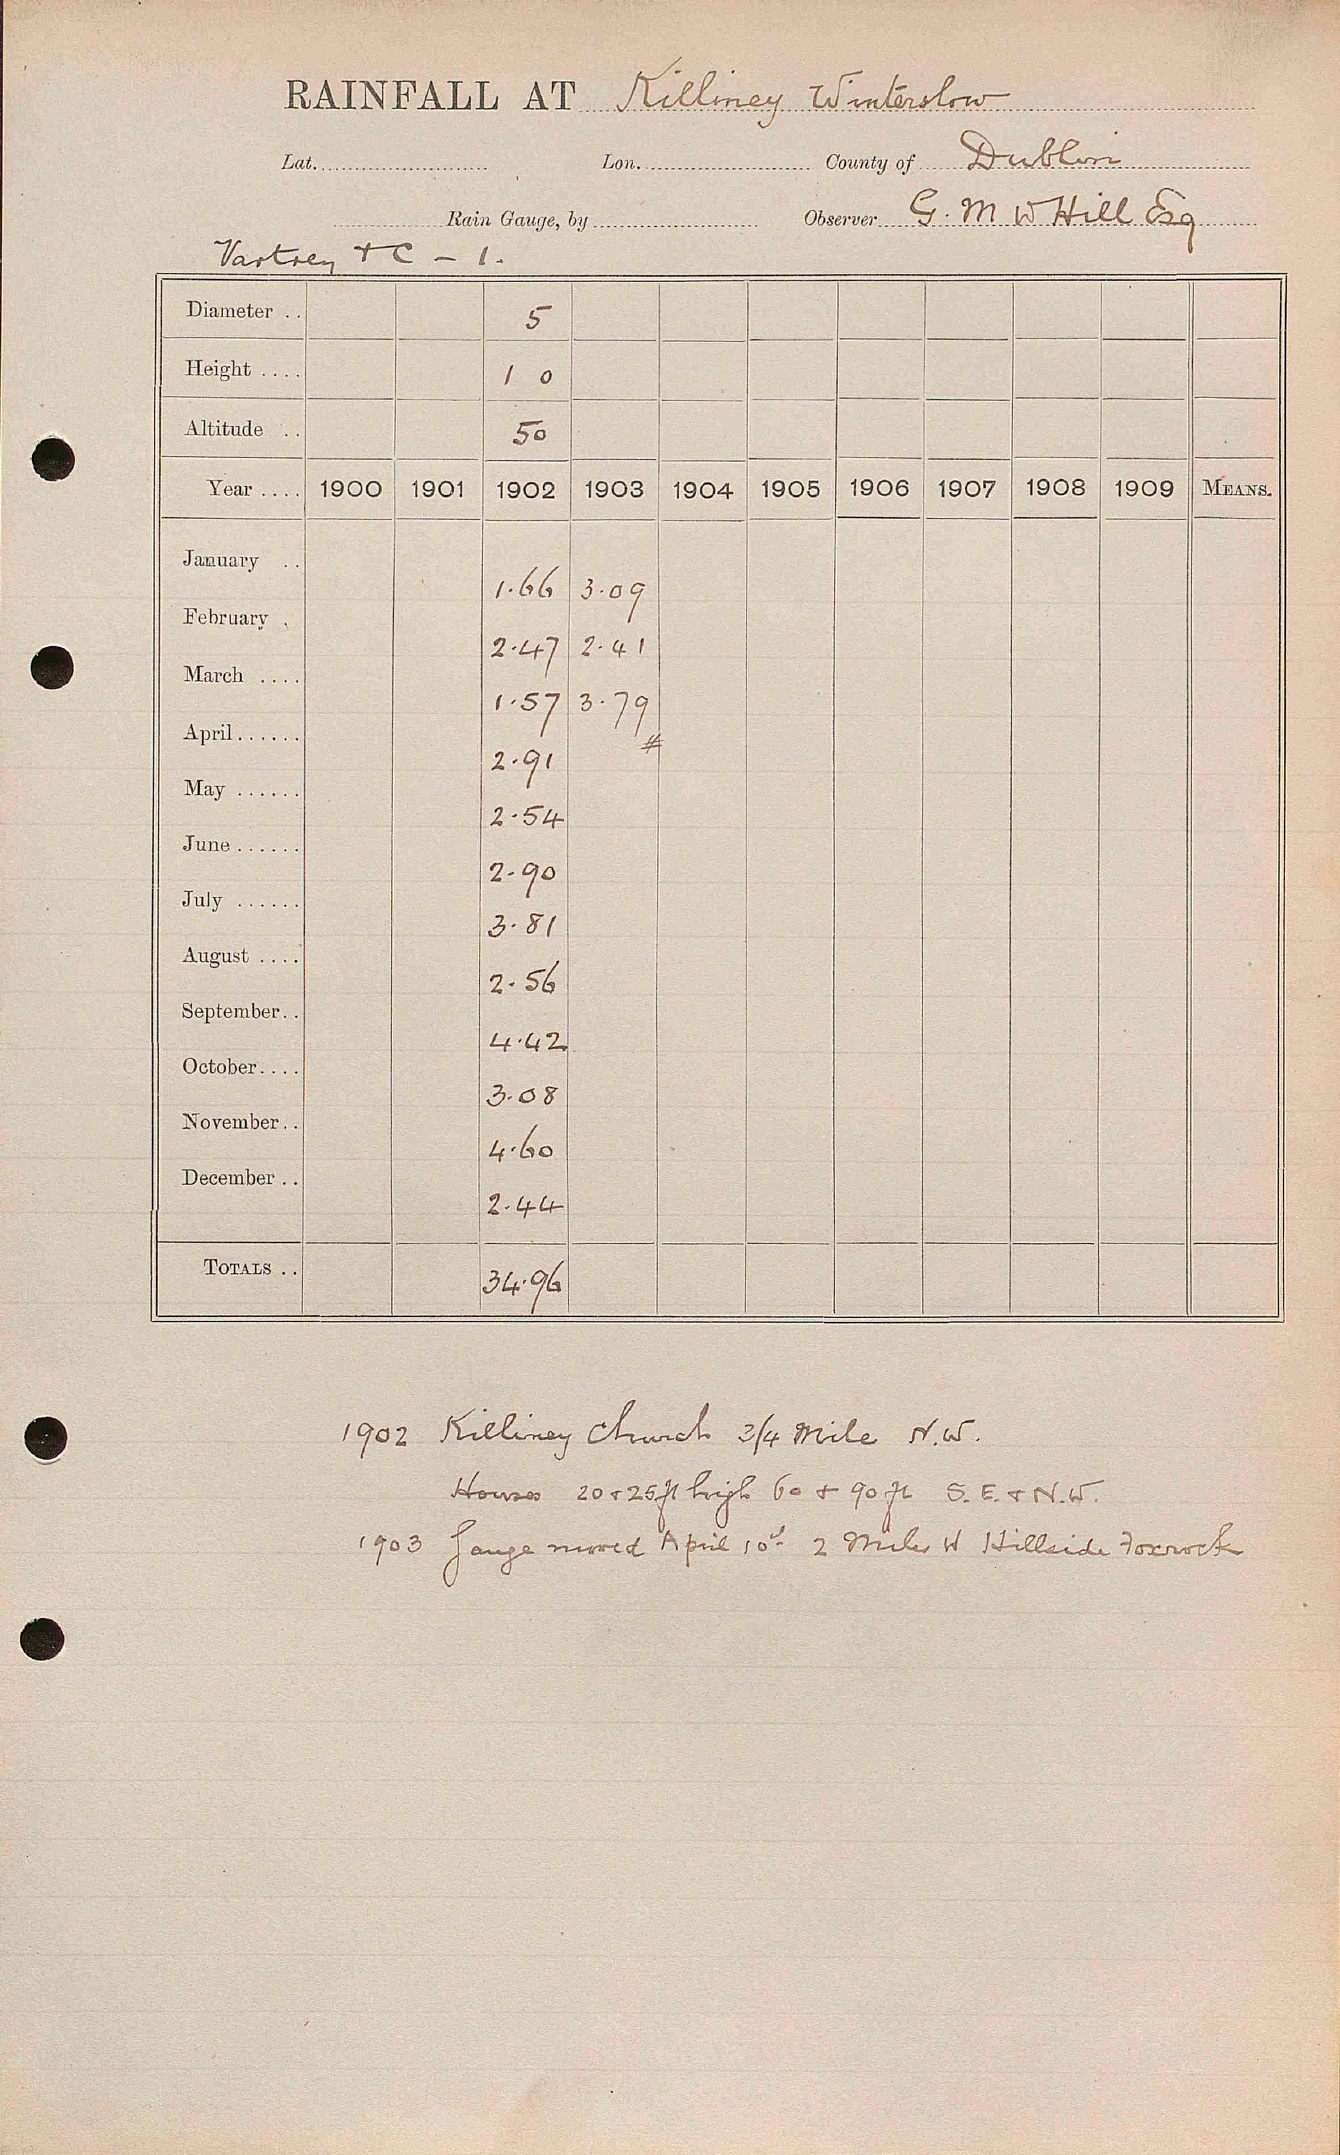 RAINFALL AT Killiney Winterslow
Lat. Lon. County of Dublin
Rain Gauge, by Observer G. M W Hill Esq
Vartrey + C - 1.
Diameter .. 5
Height .... 1 0
Altitude .. 50
Year .... 1900 1901 1902 1903 1904 1905 1906 1907 1908 1909 MEANS.
January .. 1.66 3.09
February . 2.47 2.41
March .... 1.57 3.79
April...... 2.91 #
May ...... 2.54
June ...... 2.90
July ...... 3.81
August .... 2.56
September.. 4.42
October.... 3.08
November.. 4.60
December .. 2.44
TOTALS .. 34.96
1902 Killiney Church 3/4 Mile N.W.
Houses 20 + 25 ft high 60 + 90 ft S.E. + N.W.
1903 Gauge moved April 10th 2 Miles W Hillside Foxrock